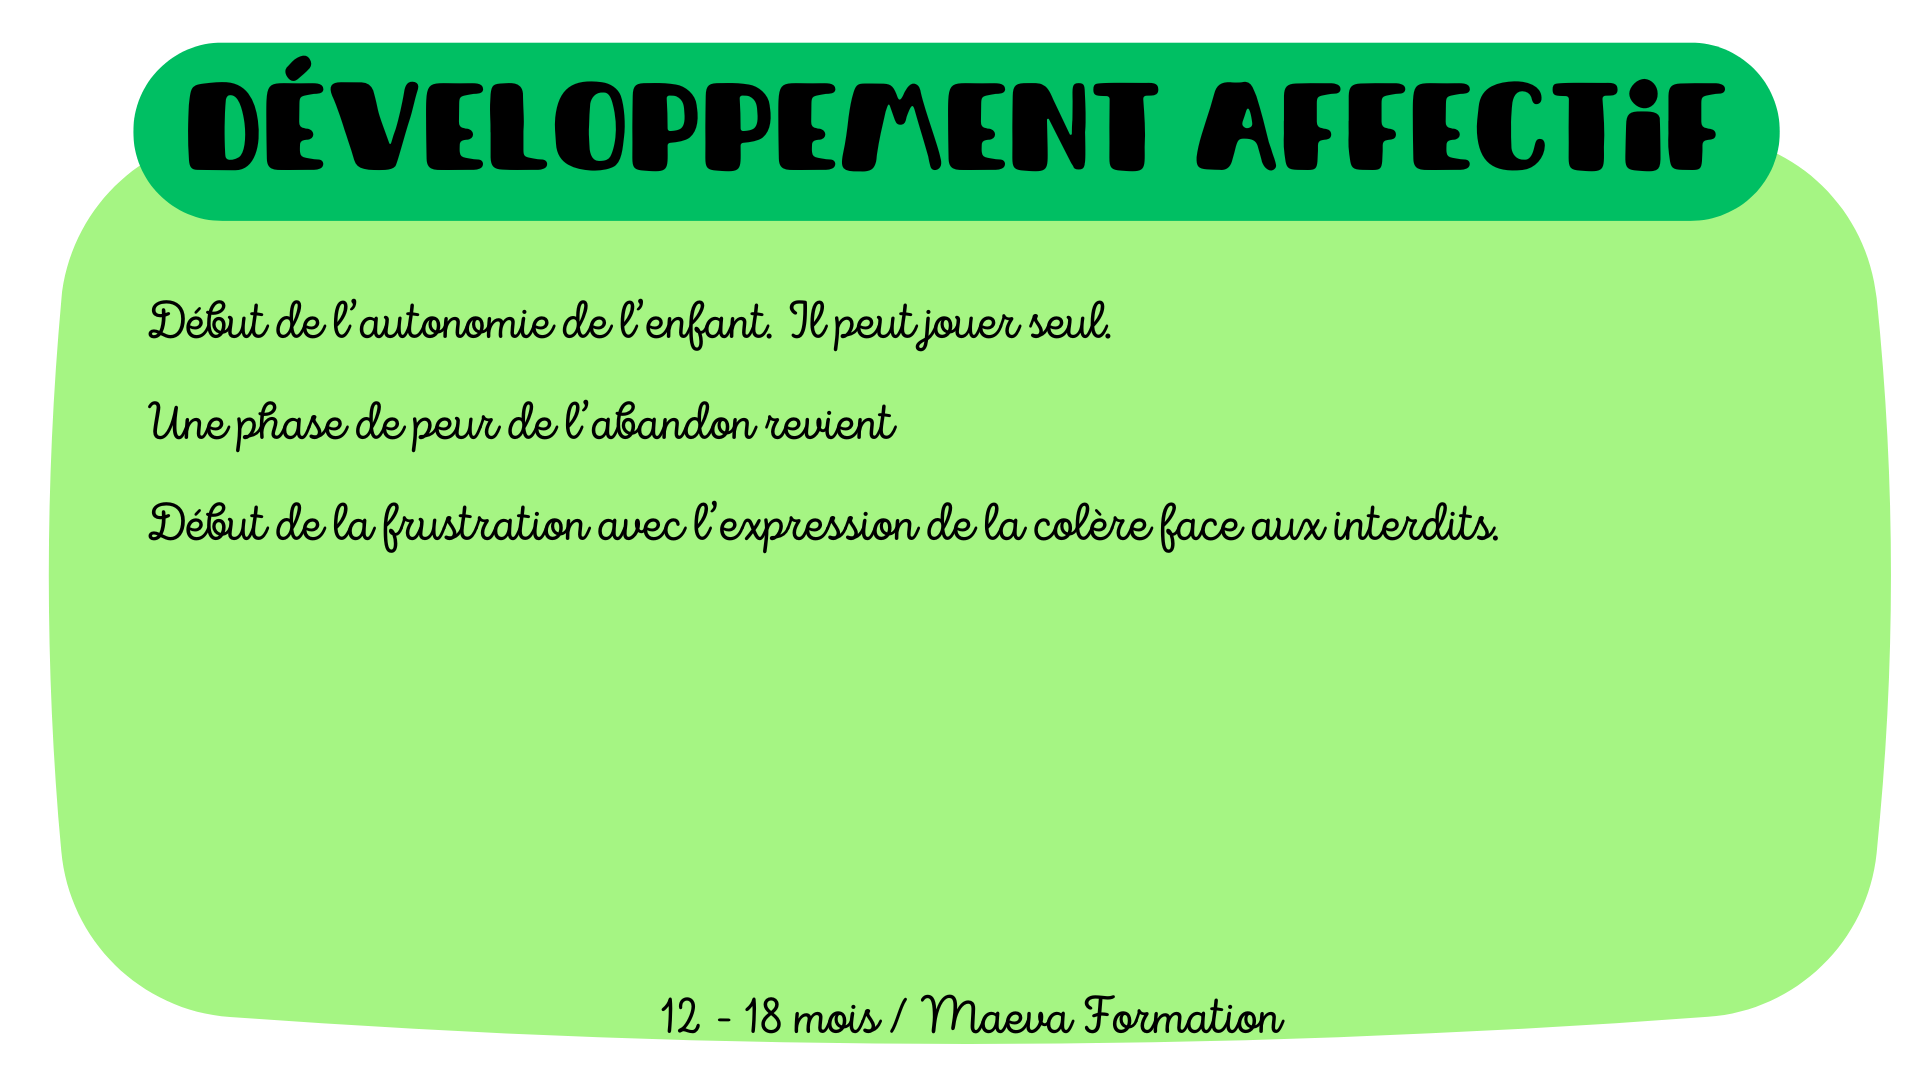 DÉVELOPPEMENT AFFECTiF
Début de l'autonomie de l'enfant. Il peut jouer seul.
Une phase de peur de l'abandon revient
Début de la frustration avec l'expression de la colère face aux interdits.
12 - 18 mois / Maeva Formation